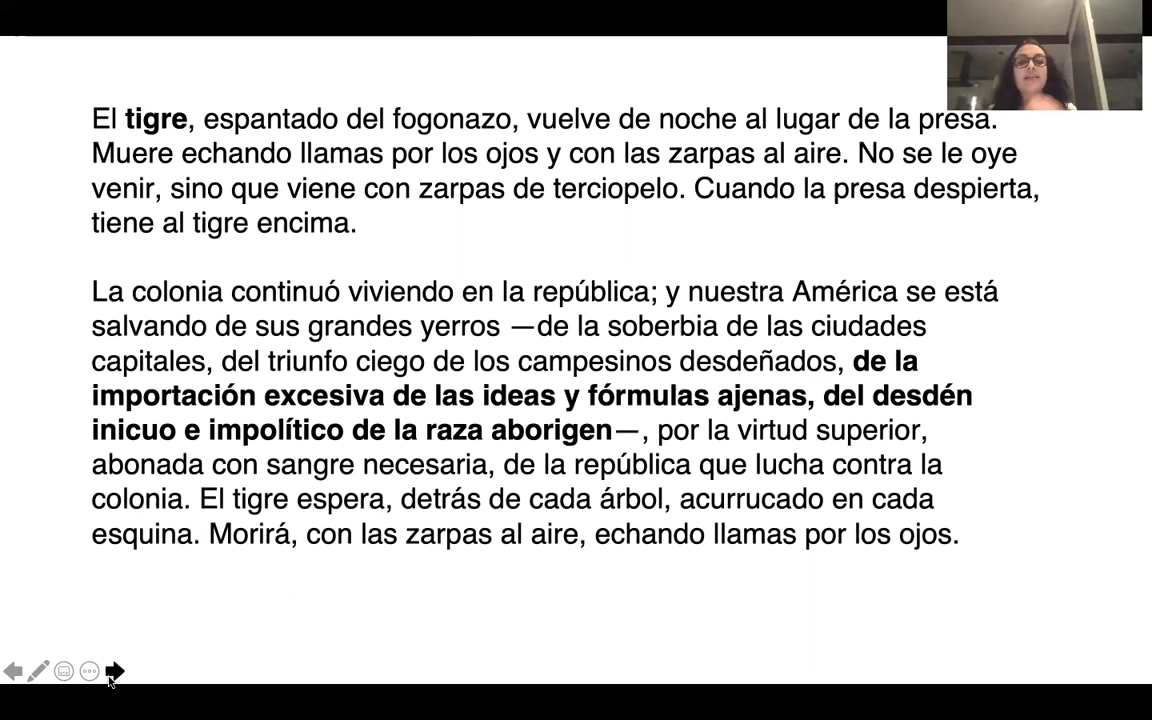 El tigre, espantado del fogonazo, vuelve de noche al lugar de la presa.
Muere echando llamas por los ojos y con las zarpas al aire. No se le oye
venir, sino que viene con zarpas de terciopelo. Cuando la presa despierta,
tiene al tigre encima.
La colonia continuó viviendo en la república; y nuestra América se está
salvando de sus grandes yerros —de la soberbia de las ciudades
capitales, del triunfo ciego de los campesinos desdeñados, de la
importación excesiva de las ideas y fórmulas ajenas, del desdén
inicuo e impolítico de la raza aborigen—, por la virtud superior,
abonada con sangre necesaria, de la república que lucha contra la
colonia. El tigre espera, detrás de cada árbol, acurrucado en cada
esquina. Morirá, con las zarpas al aire, echando llamas por los ojos.